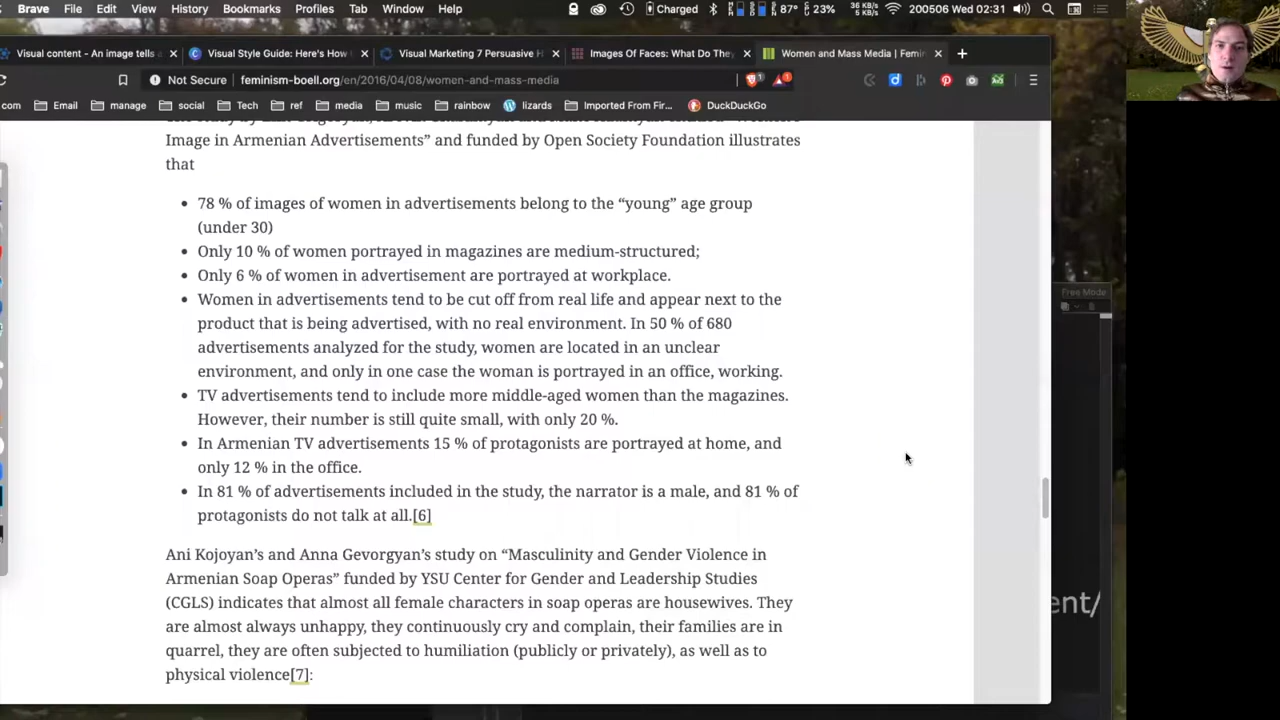 Brave File Edit View History Bookmarks Profiles Tab Window Help Charged 87° 23% 36 KB/s 5 KB/s 200506 Wed 02:31
Visual content - An image tells a Visual Style Guide: Here's How Visual Marketing 7 Persuasive H Images Of Faces: What Do They Women and Mass Media | Femin
Not Secure feminism-boell.org/en/2016/04/08/women-and-mass-media
com Email manage social Tech ref media music rainbow lizards Imported From Fir... DuckDuckGo
Image in Armenian Advertisements” and funded by Open Society Foundation illustrates
that
78 % of images of women in advertisements belong to the “young” age group
(under 30)
Only 10 % of women portrayed in magazines are medium-structured;
Only 6 % of women in advertisement are portrayed at workplace.
Women in advertisements tend to be cut off from real life and appear next to the
product that is being advertised, with no real environment. In 50 % of 680
advertisements analyzed for the study, women are located in an unclear
environment, and only in one case the woman is portrayed in an office, working.
TV advertisements tend to include more middle-aged women than the magazines.
However, their number is still quite small, with only 20 %.
In Armenian TV advertisements 15 % of protagonists are portrayed at home, and
only 12 % in the office.
In 81 % of advertisements included in the study, the narrator is a male, and 81 % of
protagonists do not talk at all.[6]
Ani Kojoyan’s and Anna Gevorgyan’s study on “Masculinity and Gender Violence in
Armenian Soap Operas” funded by YSU Center for Gender and Leadership Studies
(CGLS) indicates that almost all female characters in soap operas are housewives. They
are almost always unhappy, they continuously cry and complain, their families are in
quarrel, they are often subjected to humiliation (publicly or privately), as well as to
physical violence[7]:
Free Mode
ent/